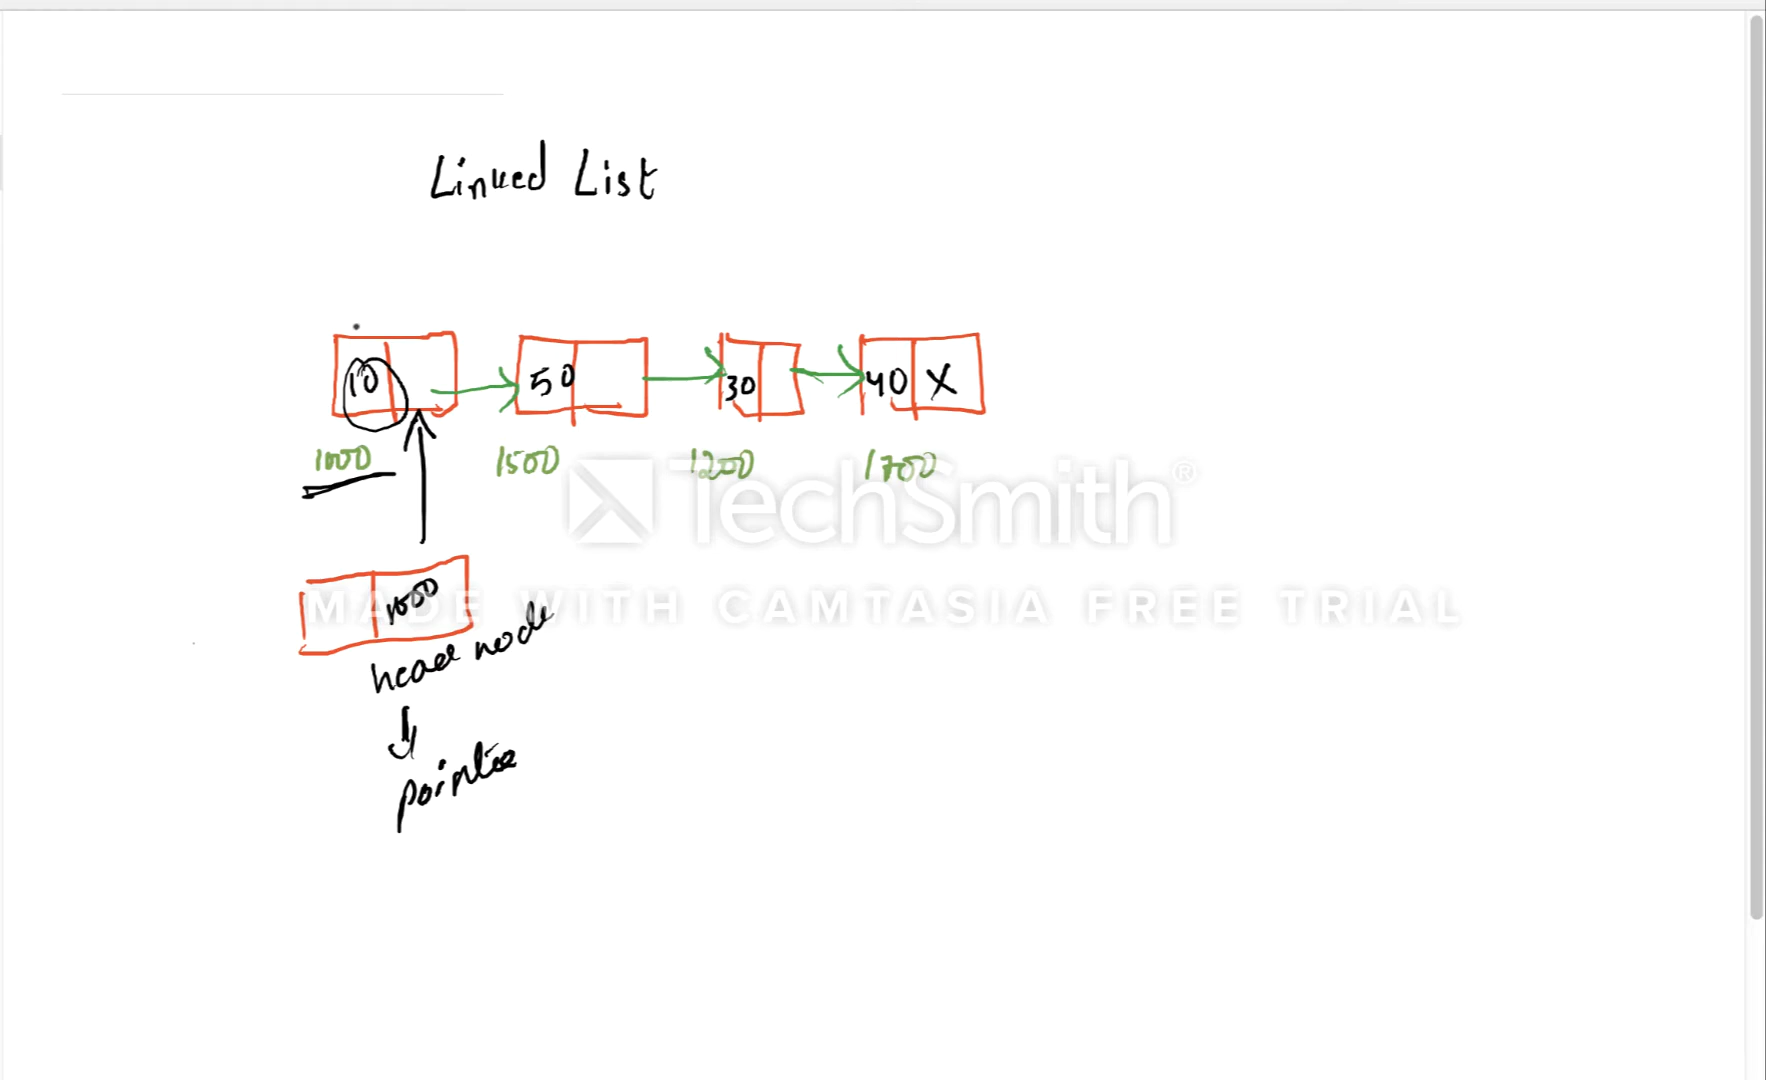 Linked List
10 50 30 40 X
1000 1500 1200 1700
TechSmith®
1000
MADE WITH CAMTASIA FREE TRIAL
head node
pointer